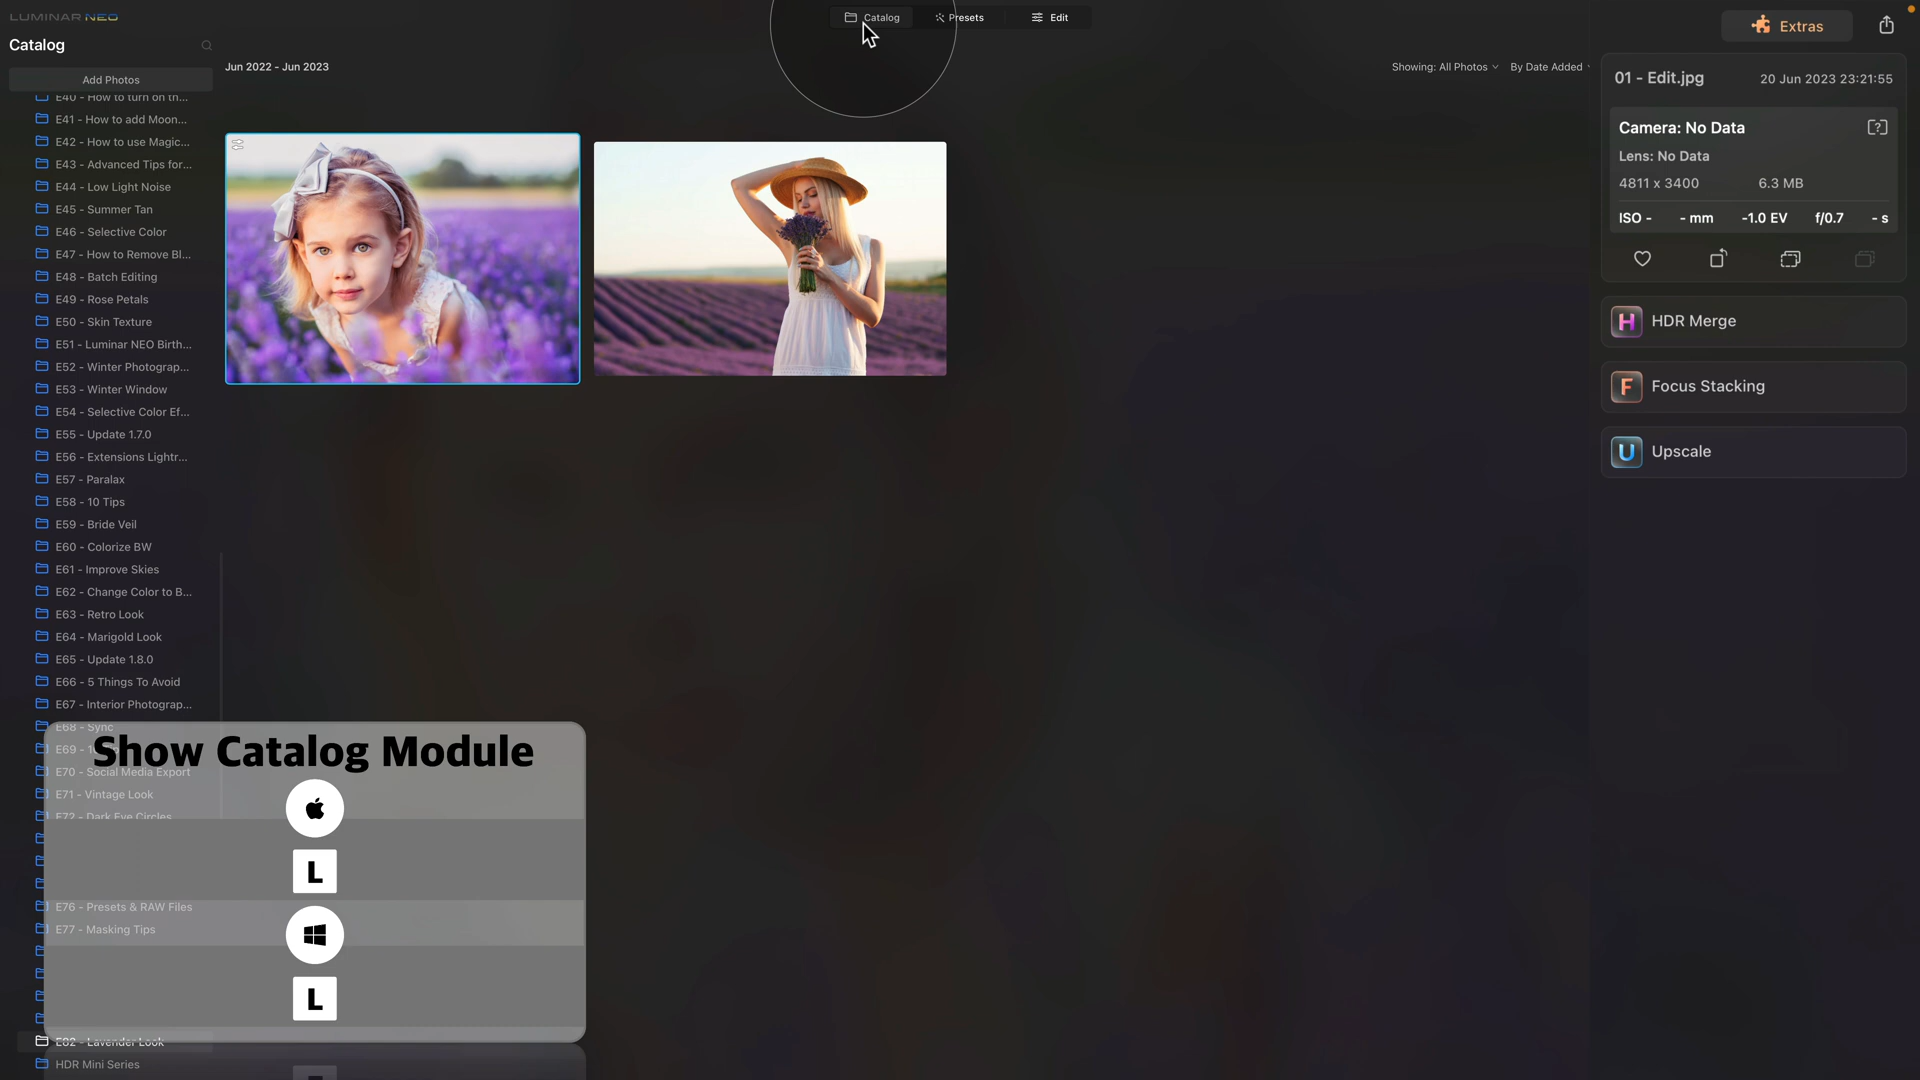 LUMINAR NEO
Catalog
Presets
Edit
Extras
Catalog
Add Photos
Jun 2022 - Jun 2023
Showing: All Photos
By Date Added
E40 - How to turn on th...
E41 - How to add Moon...
E42 - How to use Magic...
E43 - Advanced Tips for...
E44 - Low Light Noise
E45 - Summer Tan
E46 - Selective Color
E47 - How to Remove Bl...
E48 - Batch Editing
E49 - Rose Petals
E50 - Skin Texture
E51 - Luminar NEO Birth...
E52 - Winter Photograp...
E53 - Winter Window
E54 - Selective Color Ef...
E55 - Update 1.7.0
E56 - Extensions Lightr...
E57 - Paralax
E58 - 10 Tips
E59 - Bride Veil
E60 - Colorize BW
E61 - Improve Skies
E62 - Change Color to B...
E63 - Retro Look
E64 - Marigold Look
E65 - Update 1.8.0
E66 - 5 Things To Avoid
E67 - Interior Photograp...
E68 - Sync
E69 - 1
E70 - Social Media Export
E71 - Vintage Look
E72 - Dark Eye Circles
E76 - Presets & RAW Files
E77 - Masking Tips
E82 - Lavender Look
HDR Mini Series
Show Catalog Module
L
L
01 - Edit.jpg
20 Jun 2023 23:21:55
Camera: No Data
Lens: No Data
4811 x 3400
6.3 MB
ISO -
- mm
-1.0 EV
f/0.7
- s
H
HDR Merge
F
Focus Stacking
U
Upscale